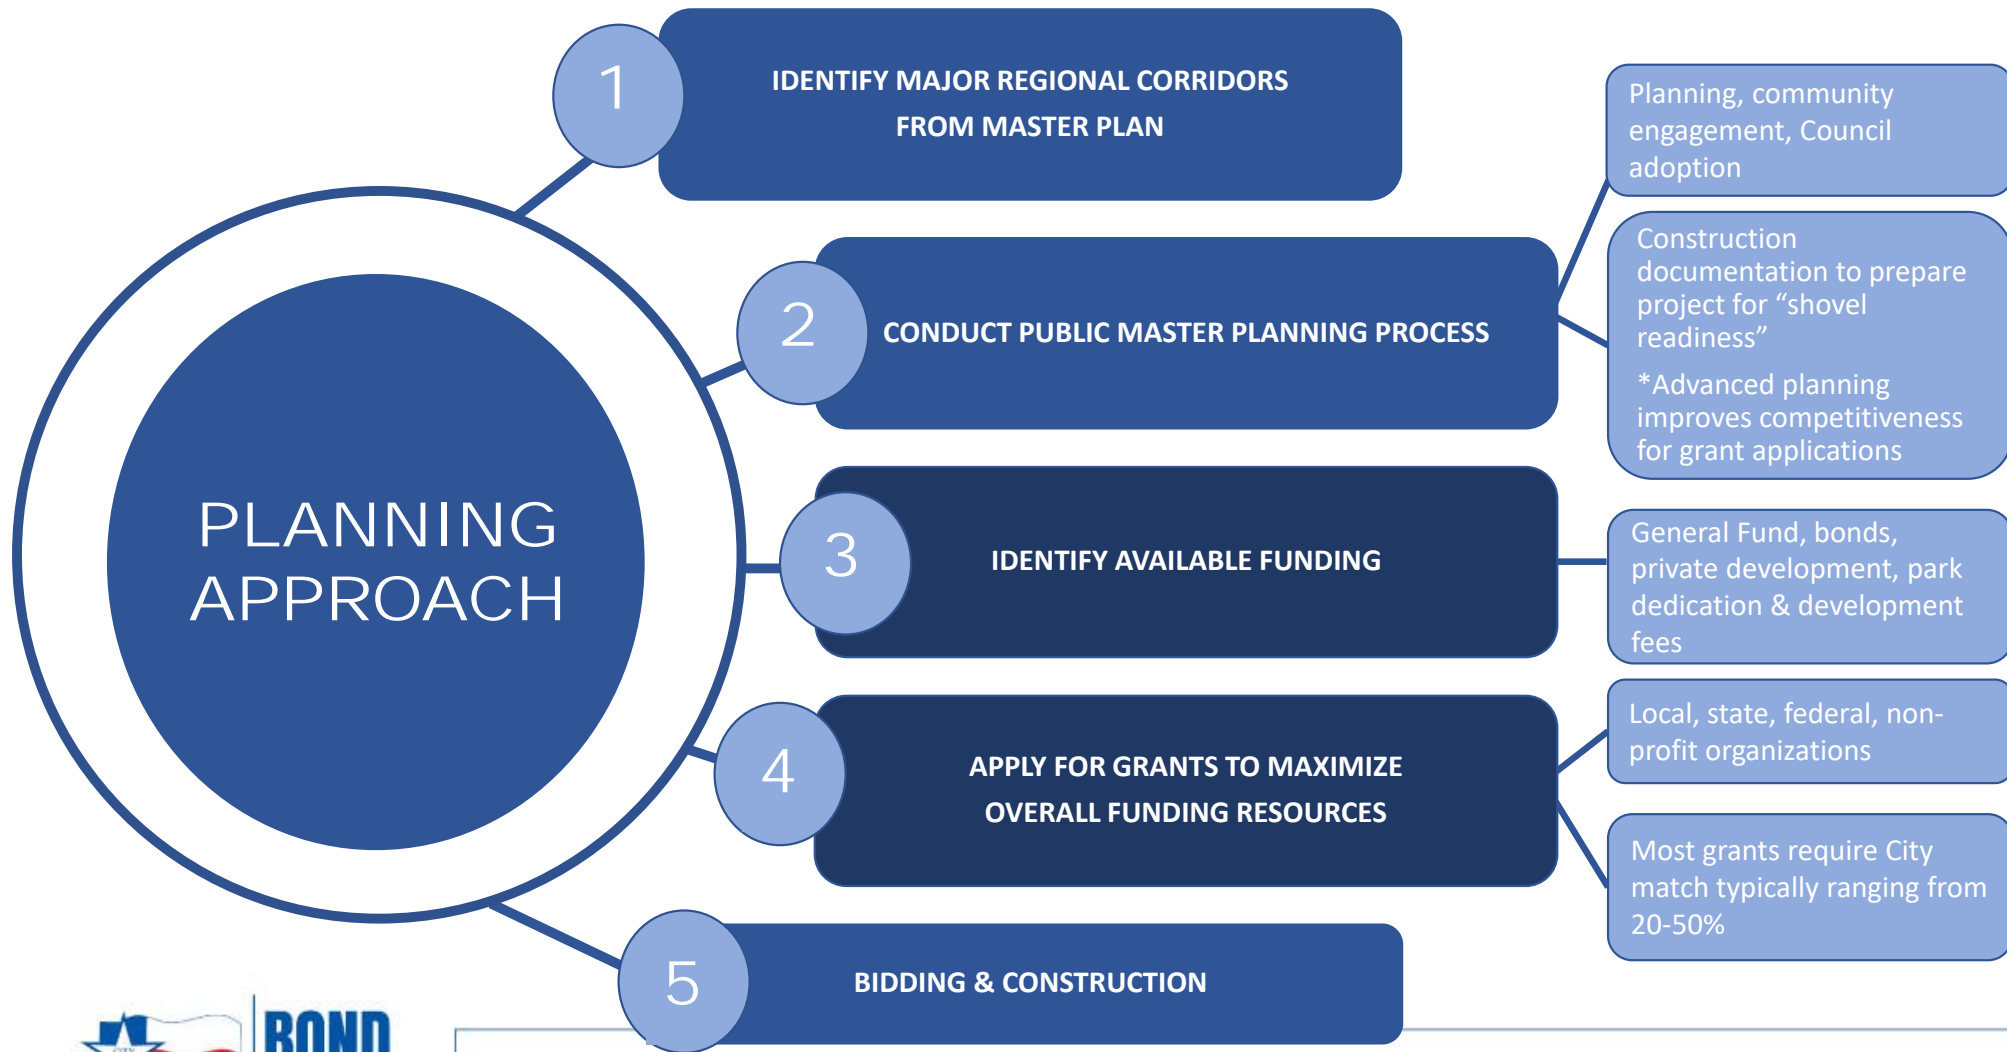 PLANNING
APPROACH
1
IDENTIFY MAJOR REGIONAL CORRIDORS
FROM MASTER PLAN
2
CONDUCT PUBLIC MASTER PLANNING PROCESS
Planning, community
engagement, Council
adoption
Construction
documentation to prepare
project for “shovel
readiness”
*Advanced planning
improves competitiveness
for grant applications
3
IDENTIFY AVAILABLE FUNDING
General Fund, bonds,
private development, park
dedication & development
fees
4
APPLY FOR GRANTS TO MAXIMIZE
OVERALL FUNDING RESOURCES
Local, state, federal, non-
profit organizations
Most grants require City
match typically ranging from
20-50%
5
BIDDING & CONSTRUCTION
CITY
BOND